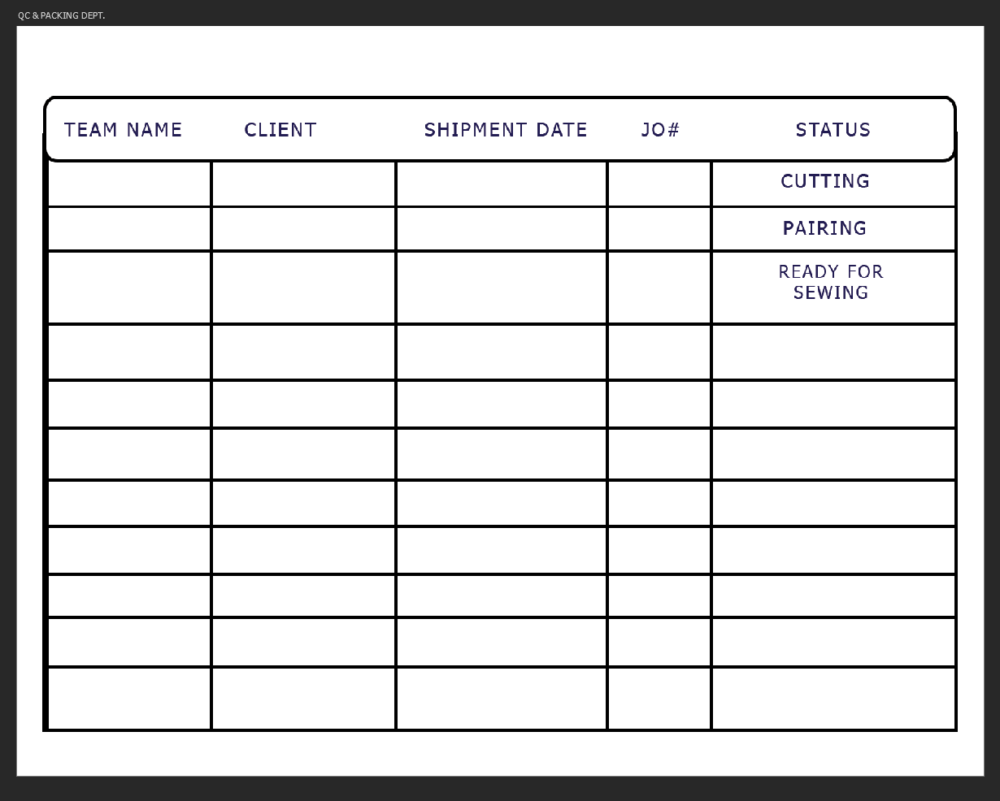 QC & PACKING DEPT.
TEAM NAME CLIENT SHIPMENT DATE JO# STATUS
CUTTING
PAIRING
READY FOR
SEWING